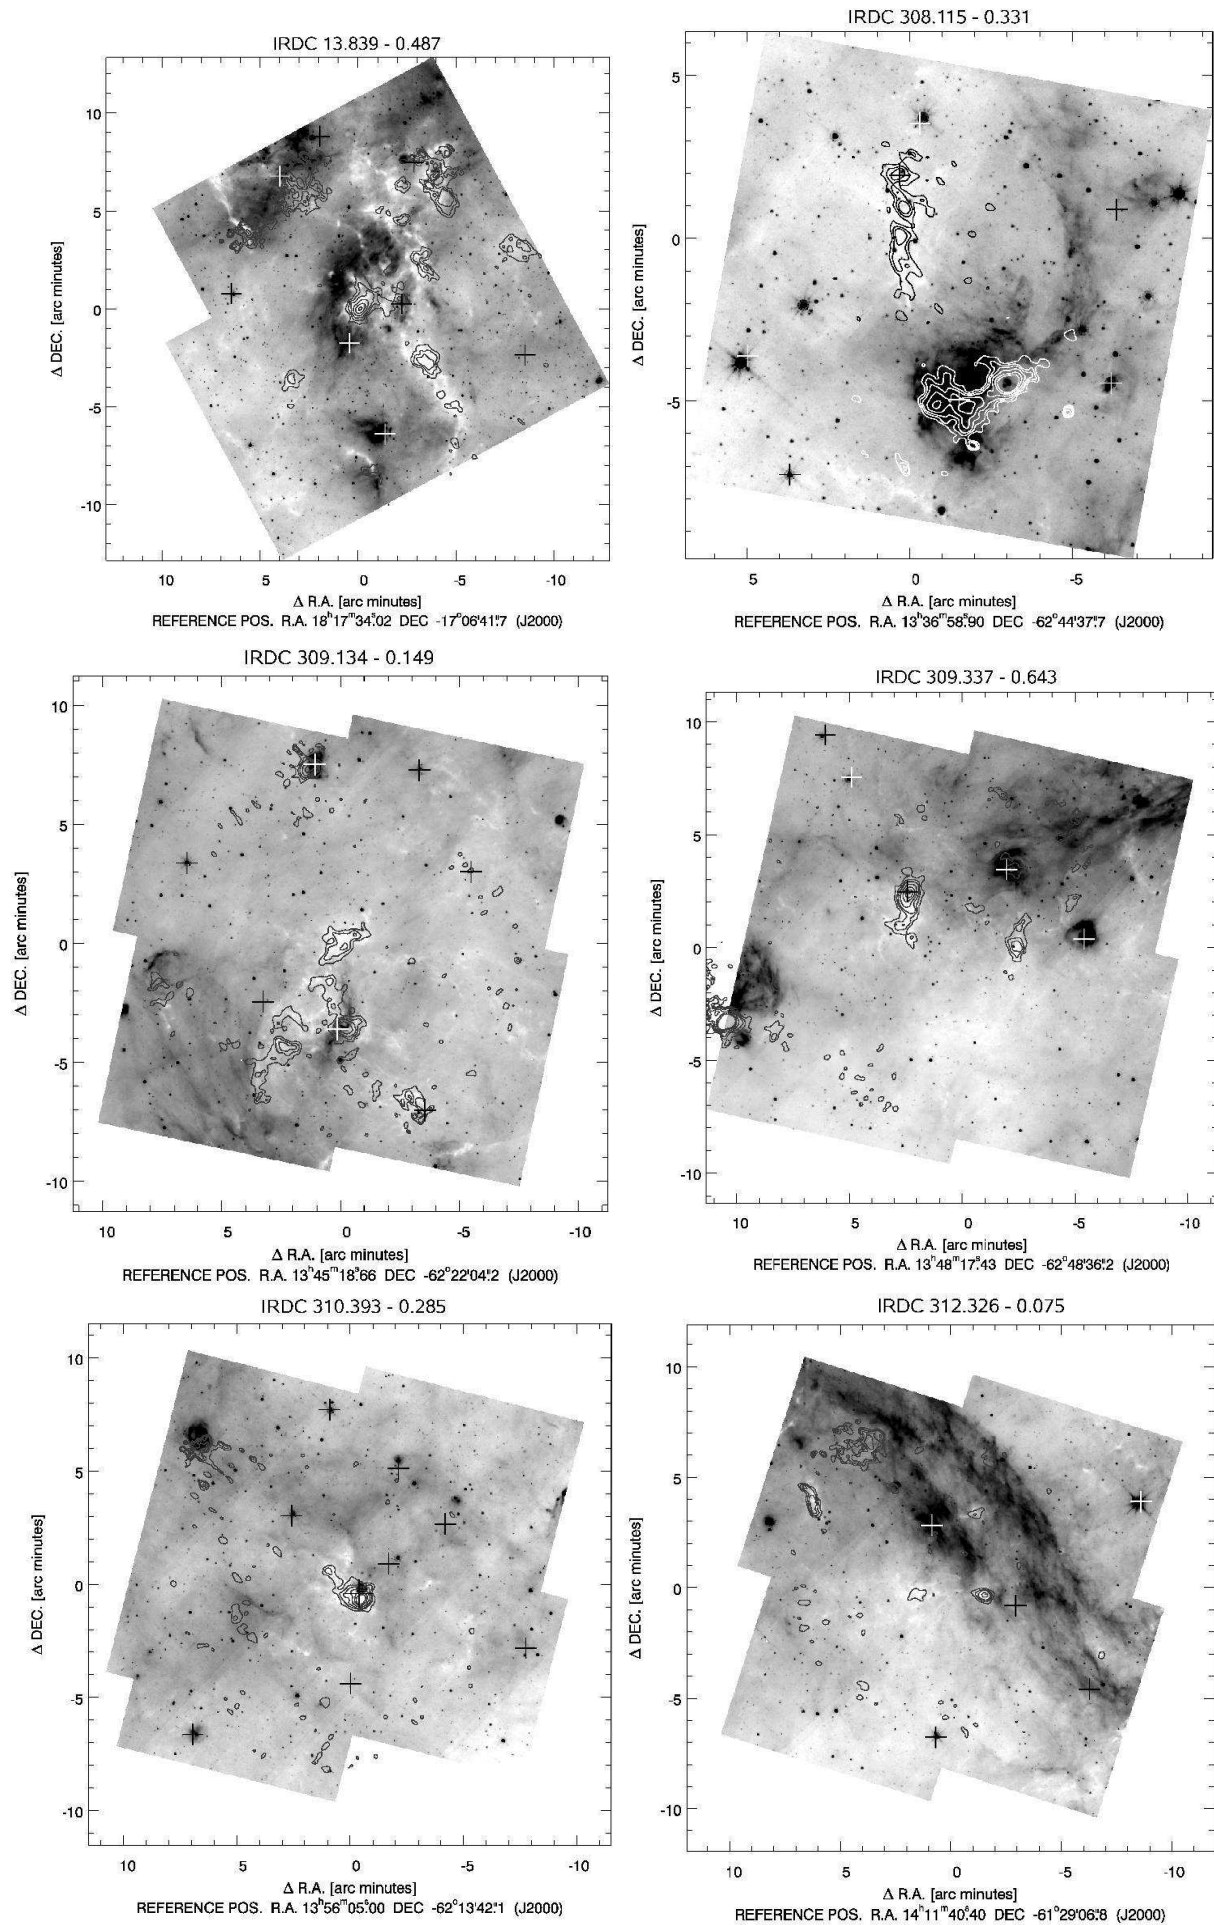 IRDC 13.839 - 0.487
10
5
0
-5
-10
Δ DEC. [arc minutes]
10 5 0 -5 -10
Δ R.A. [arc minutes]
REFERENCE POS. R.A. 18ʰ17ᵐ34ˢ.02 DEC -17°06'41".7 (J2000)
IRDC 308.115 - 0.331
5
0
-5
Δ DEC. [arc minutes]
5 0 -5
Δ R.A. [arc minutes]
REFERENCE POS. R.A. 13ʰ36ᵐ58ˢ.90 DEC -62°44'37".7 (J2000)
IRDC 309.134 - 0.149
10
5
0
-5
-10
Δ DEC. [arc minutes]
10 5 0 -5 -10
Δ R.A. [arc minutes]
REFERENCE POS. R.A. 13ʰ45ᵐ18ˢ.66 DEC -62°22'04".2 (J2000)
IRDC 309.337 - 0.643
10
5
0
-5
-10
Δ DEC. [arc minutes]
10 5 0 -5 -10
Δ R.A. [arc minutes]
REFERENCE POS. R.A. 13ʰ48ᵐ17ˢ.43 DEC -62°48'36".2 (J2000)
IRDC 310.393 - 0.285
10
5
0
-5
-10
Δ DEC. [arc minutes]
10 5 0 -5 -10
Δ R.A. [arc minutes]
REFERENCE POS. R.A. 13ʰ56ᵐ05ˢ.00 DEC -62°13'42".1 (J2000)
IRDC 312.326 - 0.075
10
5
0
-5
-10
Δ DEC. [arc minutes]
10 5 0 -5 -10
Δ R.A. [arc minutes]
REFERENCE POS. R.A. 14ʰ11ᵐ40ˢ.40 DEC -61°29'06".8 (J2000)